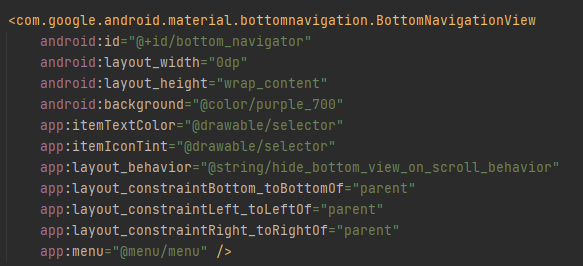 <com.google.android.material.bottomnavigation.BottomNavigationView
android:id="@+id/bottom_navigator"
android:layout_width="0dp"
android:layout_height="wrap_content"
android:background="@color/purple_700"
app:itemTextColor="@drawable/selector"
app:itemIconTint="@drawable/selector"
app:layout_behavior="@string/hide_bottom_view_on_scroll_behavior"
app:layout_constraintBottom_toBottomOf="parent"
app:layout_constraintLeft_toLeftOf="parent"
app:layout_constraintRight_toRightOf="parent"
app:menu="@menu/menu" />